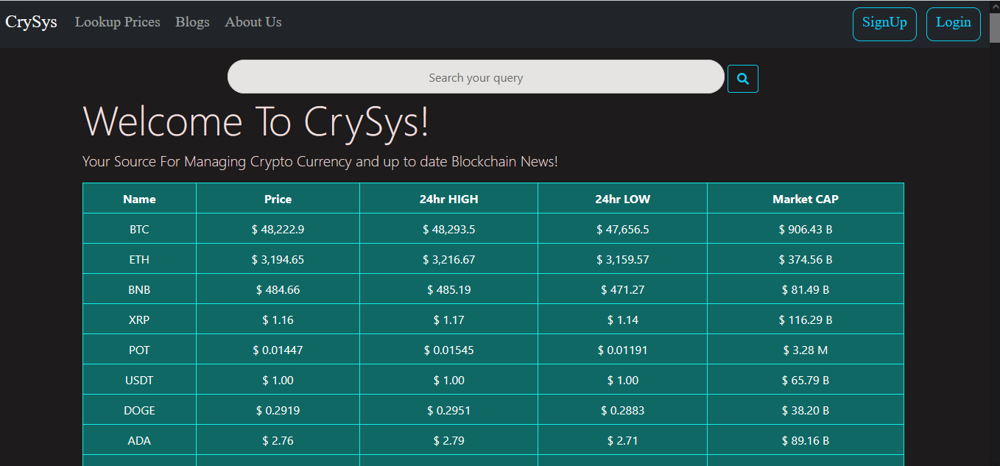 CrySys Lookup Prices Blogs About Us SignUp Login
Search your query
Welcome To CrySys!
Your Source For Managing Crypto Currency and up to date Blockchain News!
Name Price 24hr HIGH 24hr LOW Market CAP
BTC $ 48,222.9 $ 48,293.5 $ 47,656.5 $ 906.43 B
ETH $ 3,194.65 $ 3,216.67 $ 3,159.57 $ 374.56 B
BNB $ 484.66 $ 485.19 $ 471.27 $ 81.49 B
XRP $ 1.16 $ 1.17 $ 1.14 $ 116.29 B
POT $ 0.01447 $ 0.01545 $ 0.01191 $ 3.28 M
USDT $ 1.00 $ 1.00 $ 1.00 $ 65.79 B
DOGE $ 0.2919 $ 0.2951 $ 0.2883 $ 38.20 B
ADA $ 2.76 $ 2.79 $ 2.71 $ 89.16 B